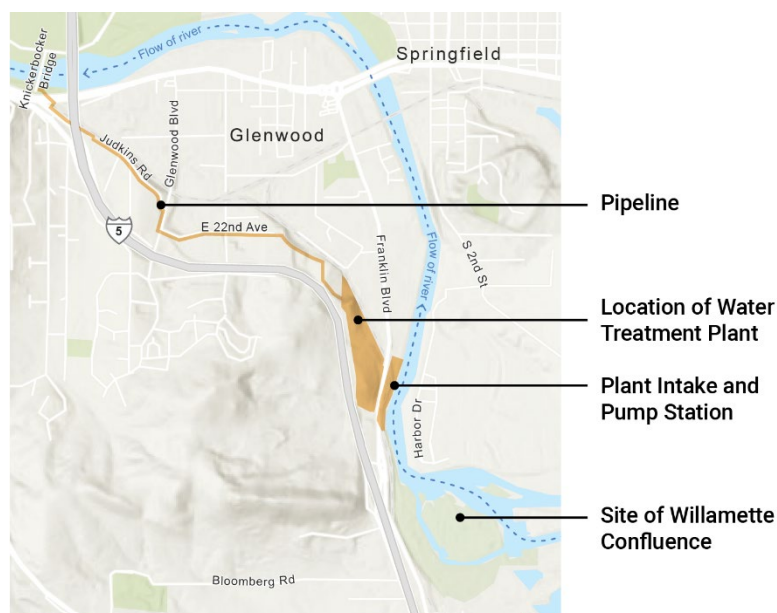 Flow of river
Springfield
Knickerbocker
Bridge
Glenwood
Glenwood Blvd
Judkins Rd
Pipeline
5
E 22nd Ave
Franklin Blvd
Flow of river
S 2nd St
Location of Water
Treatment Plant
Plant Intake and
Pump Station
Harbor Dr
Site of Willamette
Confluence
Bloomberg Rd